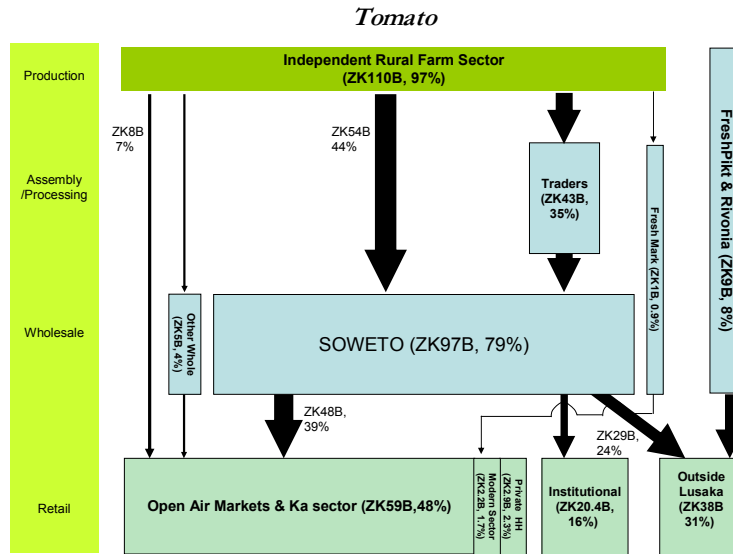 Tomato
Production
Independent Rural Farm Sector
(ZK110B, 97%)
FreshPikt & Rivonia (ZK9B, 8%)
ZK8B
7%
ZK54B
44%
Assembly
/Processing
Traders
(ZK43B,
35%)
Fresh Mark (ZK1B, 0.9%)
Wholesale
Other Whole
(ZK5B, 4%)
SOWETO (ZK97B, 79%)
ZK48B,
39%
ZK29B,
24%
Retail
Open Air Markets & Ka sector (ZK59B,48%)
Modern Sector
(ZK2.2B, 1.7%)
Private HH
(ZK2.9B, 2.3%)
Institutional
(ZK20.4B,
16%)
Outside
Lusaka
(ZK38B
31%)